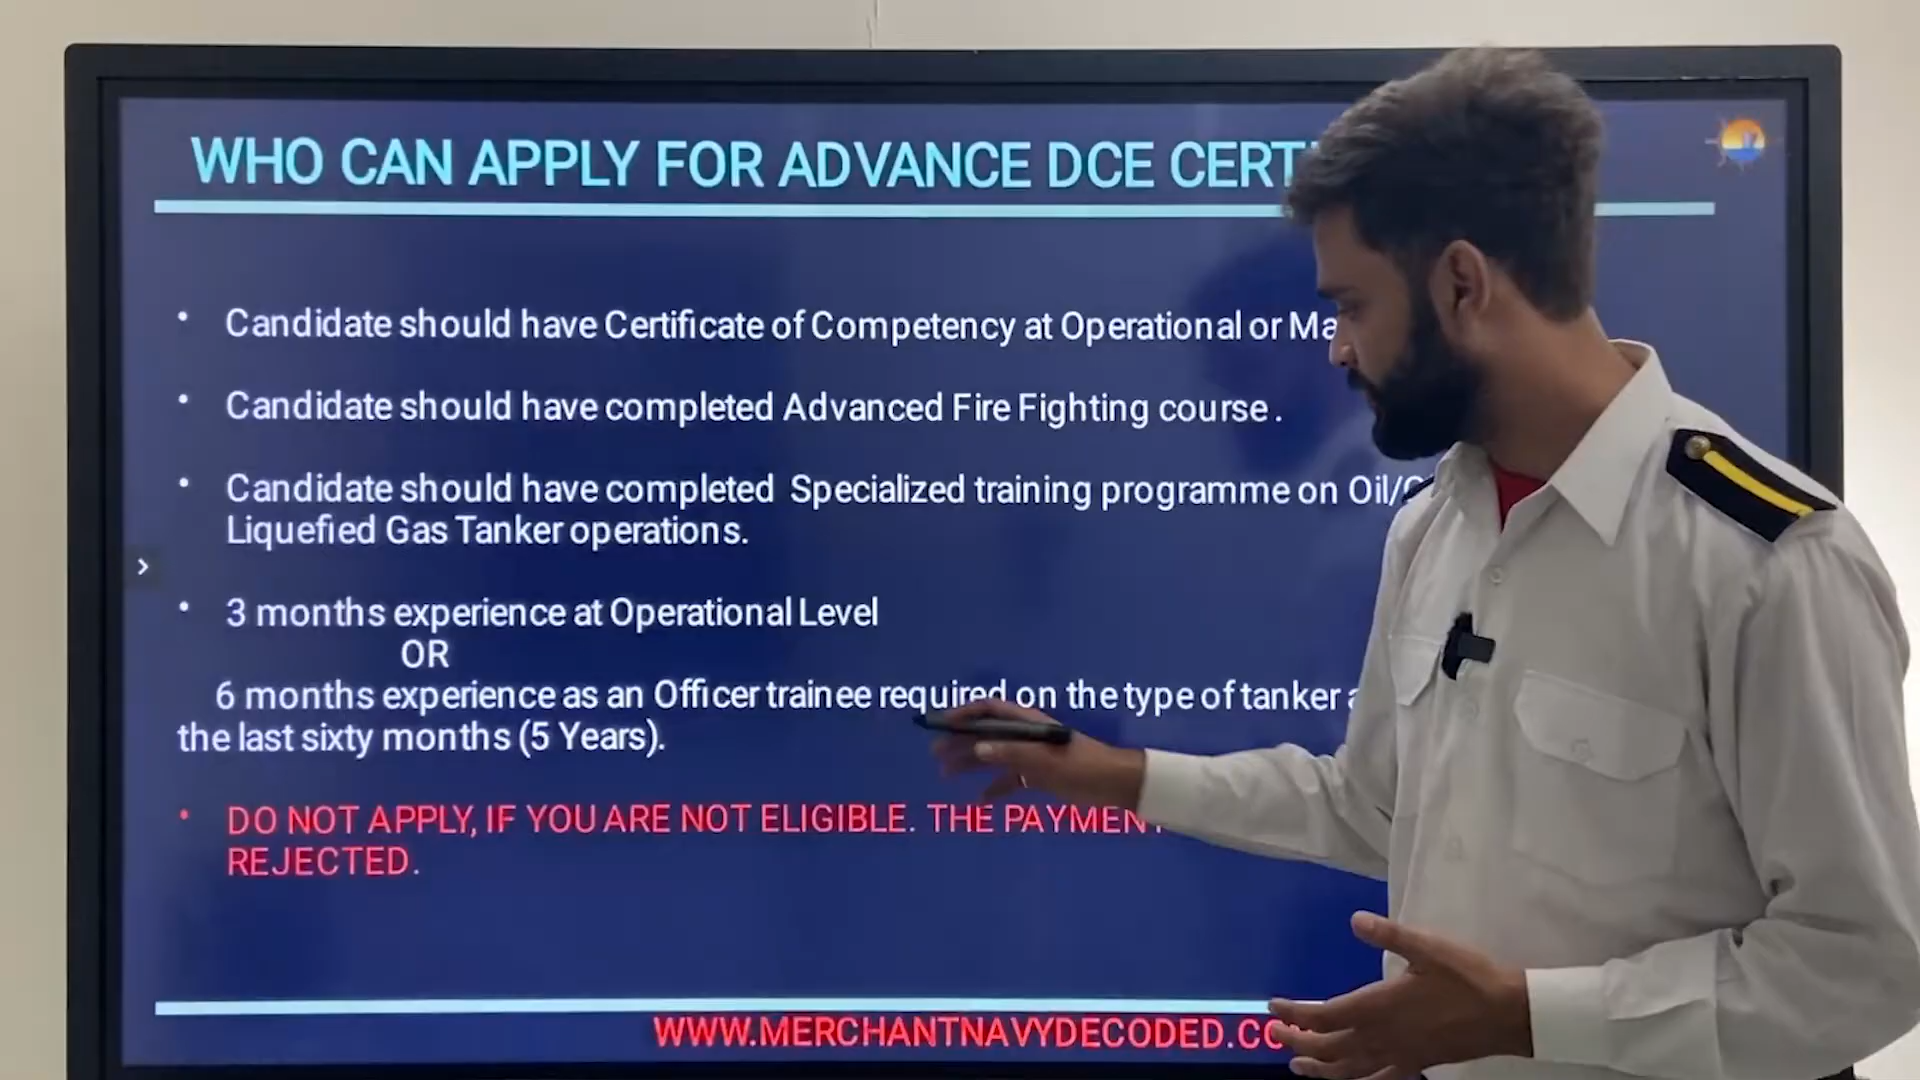 WHO CAN APPLY FOR ADVANCE DCE
• Candidate should have Certificate of Competency at Operational or
• Candidate should have completed Advanced Fire Fighting course .
• Candidate should have completed Specialized training programme on Oil/
Liquefied Gas Tanker operations.
• 3 months experience at Operational Level
OR
6 months experience as an Officer trainee required on the type of tanker
the last sixty months (5 Years).
• DO NOT APPLY, IF YOU ARE NOT ELIGIBLE. THE
REJECTED.
WWW.MERCHANTNAVYDECODED.CO